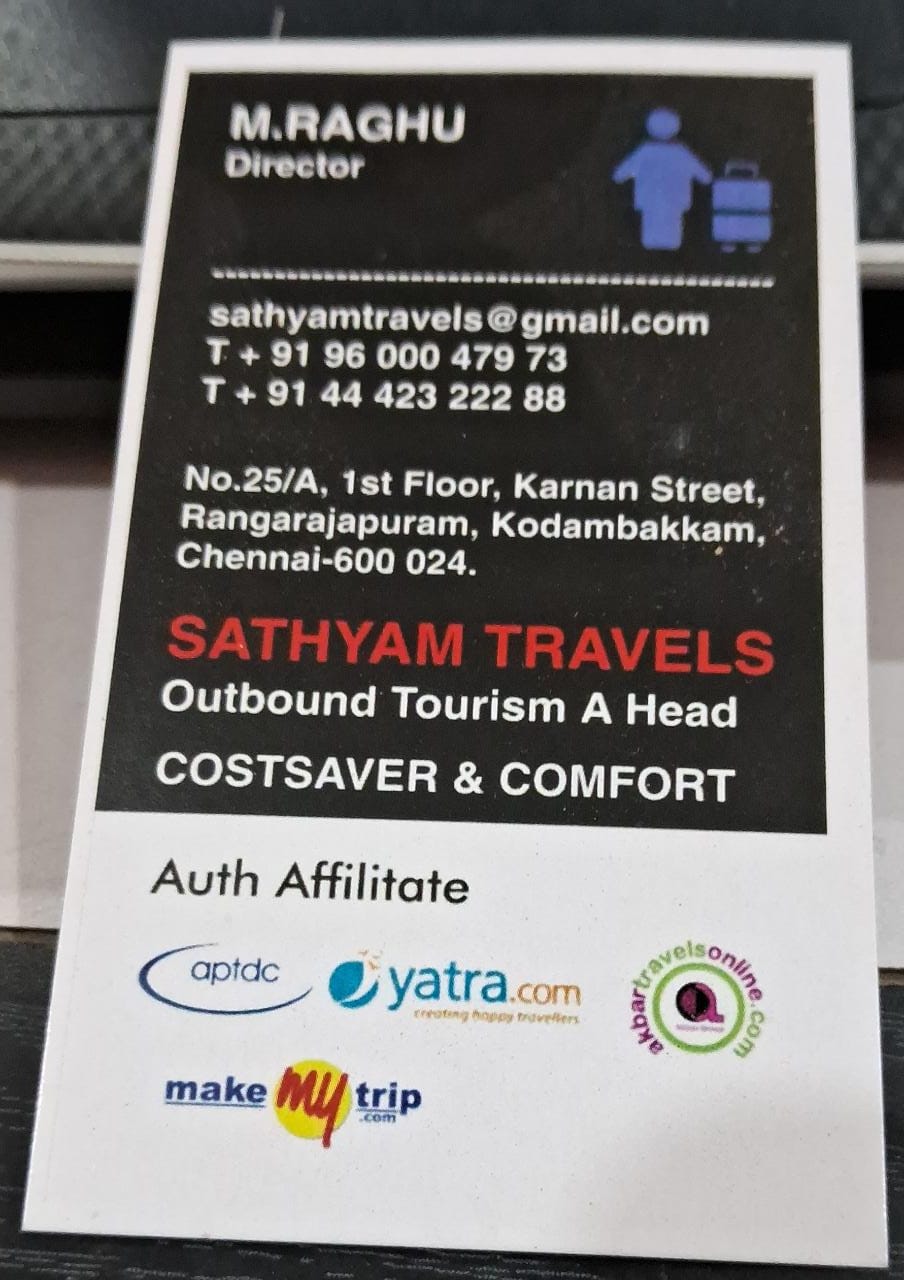 M.RAGHU
Director
sathyamtravels@gmail.com
T + 91 96 000 479 73
T + 91 44 423 222 88
No.25/A, 1st Floor, Karnan Street,
Rangarajapuram, Kodambakkam,
Chennai-600 024.
SATHYAM TRAVELS
Outbound Tourism A Head
COSTSAVER & COMFORT
Auth Affilitate
aptdc
yatra.com
creating happy travellers
akbartravelsonline.com
make my trip
.com